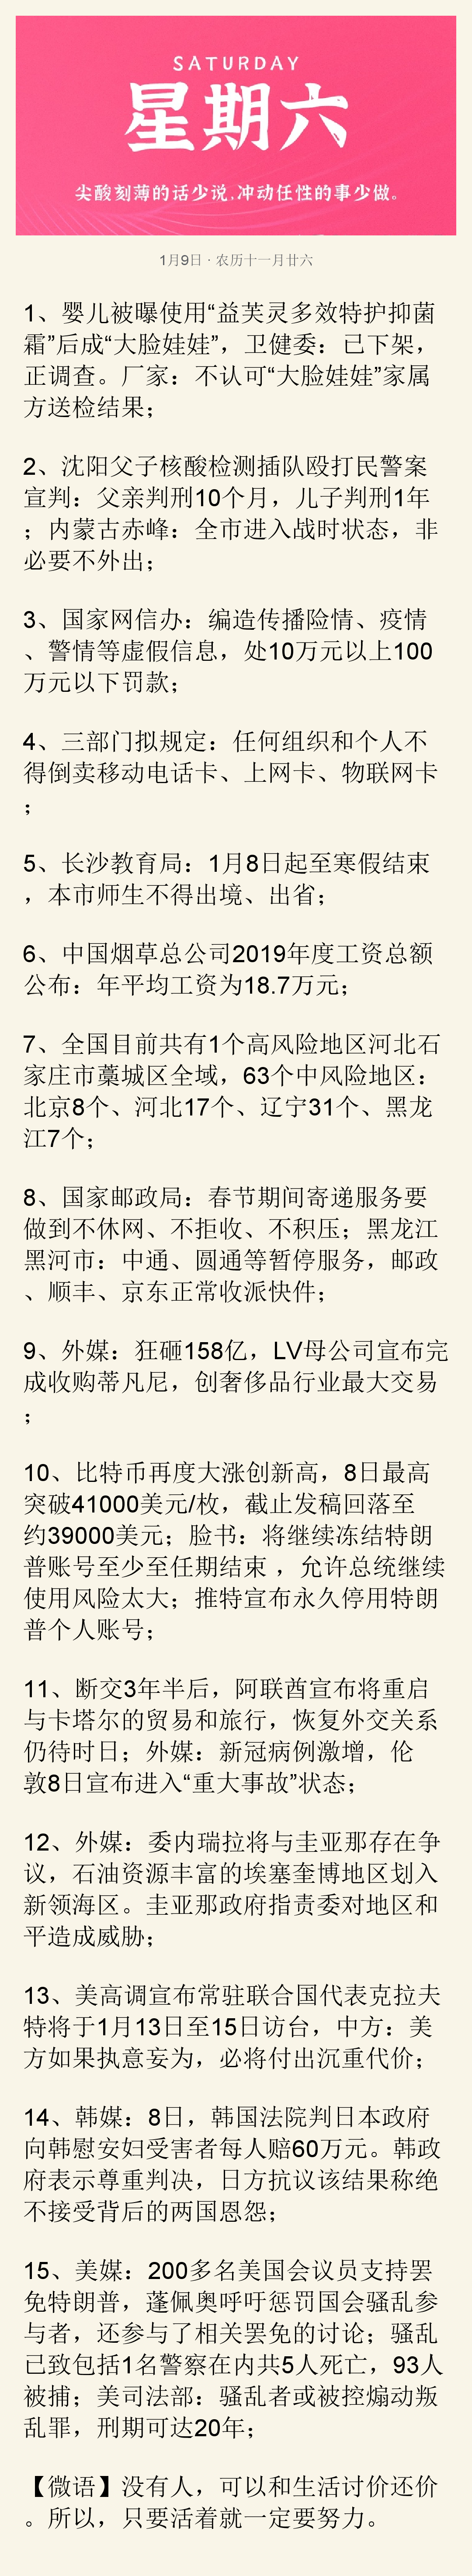 SATURDAY
星期六
尖酸刻薄的话少说,冲动任性的事少做。
1月9日 · 农历十一月廿六
1、婴儿被曝使用“益芙灵多效特护抑菌
霜”后成“大脸娃娃”，卫健委：已下架，
正调查。厂家：不认可“大脸娃娃”家属
方送检结果；
2、沈阳父子核酸检测插队殴打民警案
宣判：父亲判刑10个月，儿子判刑1年
；内蒙古赤峰：全市进入战时状态，非
必要不外出；
3、国家网信办：编造传播险情、疫情
、警情等虚假信息，处10万元以上100
万元以下罚款；
4、三部门拟规定：任何组织和个人不
得倒卖移动电话卡、上网卡、物联网卡
；
5、长沙教育局：1月8日起至寒假结束
，本市师生不得出境、出省；
6、中国烟草总公司2019年度工资总额
公布：年平均工资为18.7万元；
7、全国目前共有1个高风险地区河北石
家庄市藁城区全域，63个中风险地区：
北京8个、河北17个、辽宁31个、黑龙
江7个；
8、国家邮政局：春节期间寄递服务要
做到不休网、不拒收、不积压；黑龙江
黑河市：中通、圆通等暂停服务，邮政
、顺丰、京东正常收派快件；
9、外媒：狂砸158亿，LV母公司宣布完
成收购蒂凡尼，创奢侈品行业最大交易
；
10、比特币再度大涨创新高，8日最高
突破41000美元/枚，截止发稿回落至
约39000美元；脸书：将继续冻结特朗
普账号至少至任期结束 ，允许总统继续
使用风险太大；推特宣布永久停用特朗
普个人账号；
11、断交3年半后，阿联酋宣布将重启
与卡塔尔的贸易和旅行，恢复外交关系
仍待时日；外媒：新冠病例激增，伦
敦8日宣布进入“重大事故”状态；
12、外媒：委内瑞拉将与圭亚那存在争
议，石油资源丰富的埃塞奎博地区划入
新领海区。圭亚那政府指责委对地区和
平造成威胁；
13、美高调宣布常驻联合国代表克拉夫
特将于1月13日至15日访台，中方：美
方如果执意妄为，必将付出沉重代价；
14、韩媒：8日，韩国法院判日本政府
向韩慰安妇受害者每人赔60万元。韩政
府表示尊重判决，日方抗议该结果称绝
不接受背后的两国恩怨；
15、美媒：200多名美国会议员支持罢
免特朗普，蓬佩奥呼吁惩罚国会骚乱参
与者，还参与了相关罢免的讨论；骚乱
已致包括1名警察在内共5人死亡，93人
被捕；美司法部：骚乱者或被控煽动叛
乱罪，刑期可达20年；
【微语】没有人，可以和生活讨价还价
。所以，只要活着就一定要努力。